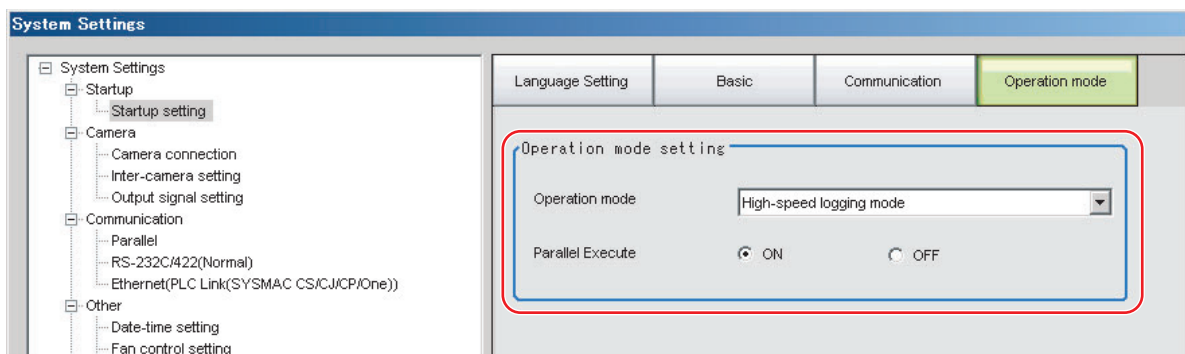 System Settings
System Settings
Startup
Startup setting
Camera
Camera connection
Inter-camera setting
Output signal setting
Communication
Parallel
RS-232C/422(Normal)
Ethernet(PLC Link(SYSMAC CS/CJ/CP/One))
Other
Date-time setting
Fan control setting
Language Setting
Basic
Communication
Operation mode
Operation mode setting
Operation mode
High-speed logging mode
Parallel Execute
ON
OFF